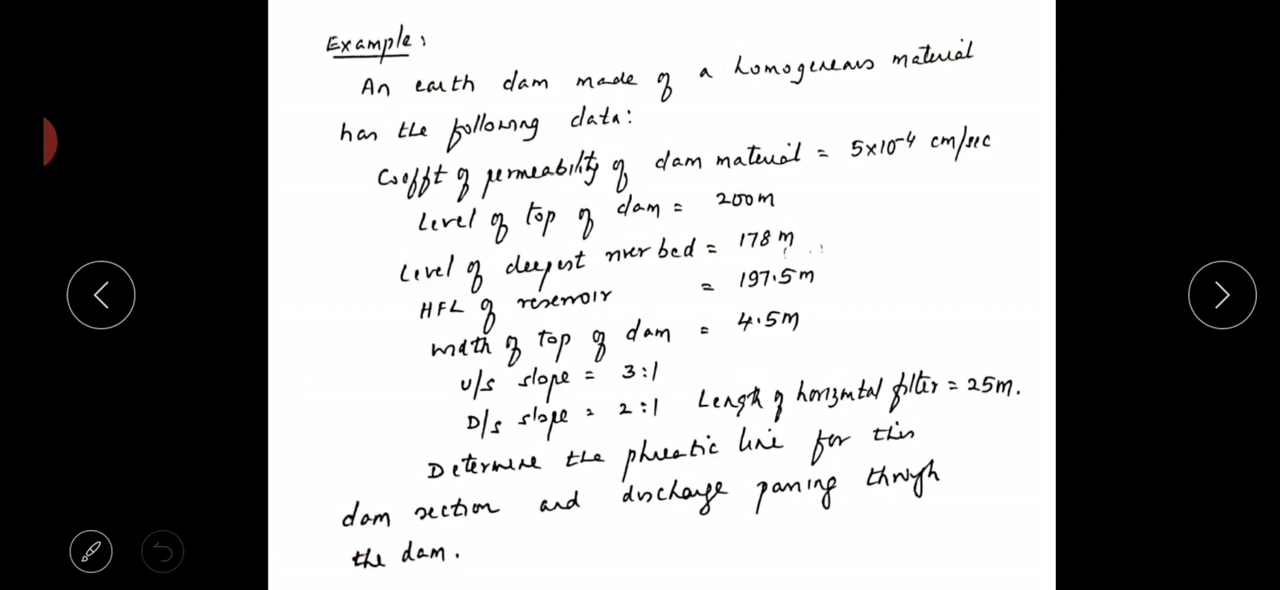 Example:
An earth dam made of a homogeneous material
has the following data:
Coefft of permeability of dam material = 5x10-4 cm/sec
Level of top of dam = 200m
Level of deepest river bed = 178 m
HFL of reservoir = 197.5m
width of top of dam = 4.5m
U/s slope = 3:1
D/s slope = 2:1 Length of horizontal filter = 25m.
Determine the phreatic line for this
dam section and discharge passing through
the dam.